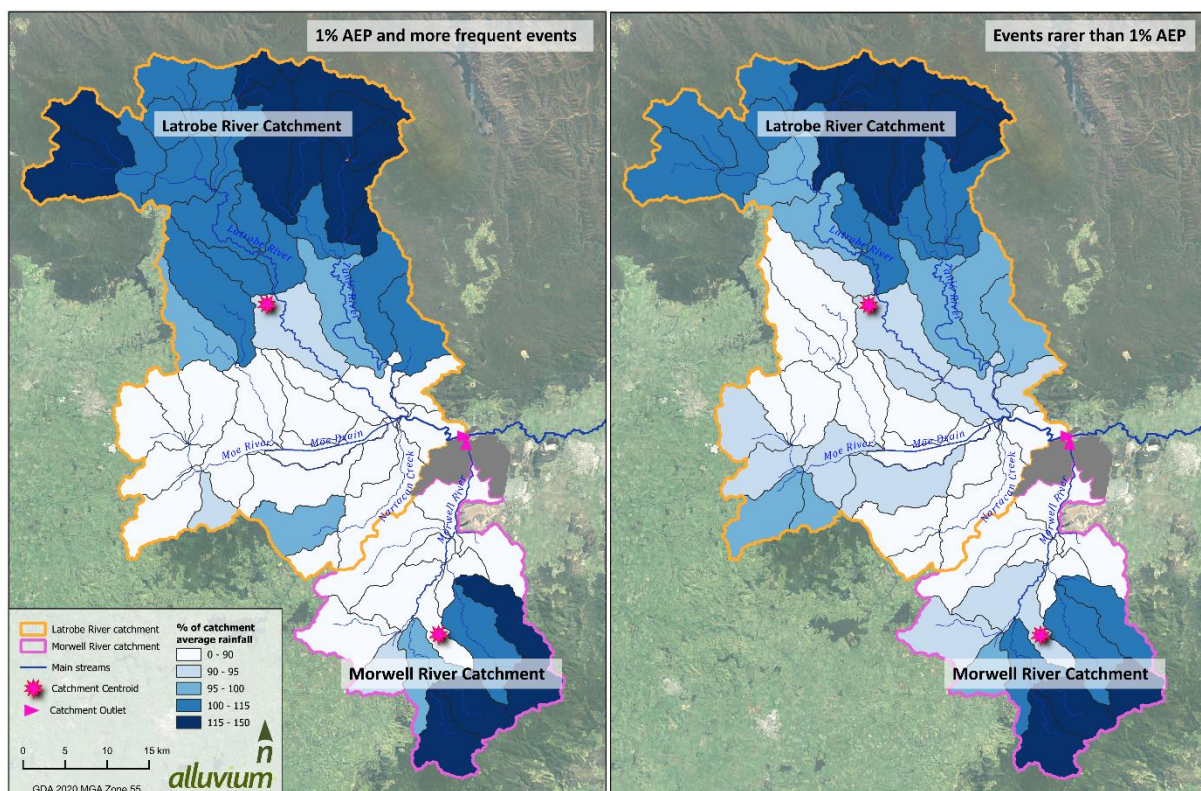 1% AEP and more frequent events
Latrobe River Catchment
Latrobe River
Tanjil River
Moe River
Moe Drain
Narracan Creek
Morwell River
Morwell River Catchment
Latrobe River catchment
Morwell River catchment
Main streams
Catchment Centroid
Catchment Outlet
% of catchment
average rainfall
0 - 90
90 - 95
95 - 100
100 - 115
115 - 150
0 5 10 15 km
n
alluvium
GDA 2020 MGA Zone 55
Events rarer than 1% AEP
Latrobe River Catchment
Latrobe River
Tanjil River
Moe River
Moe Drain
Narracan Creek
Morwell River
Morwell River Catchment